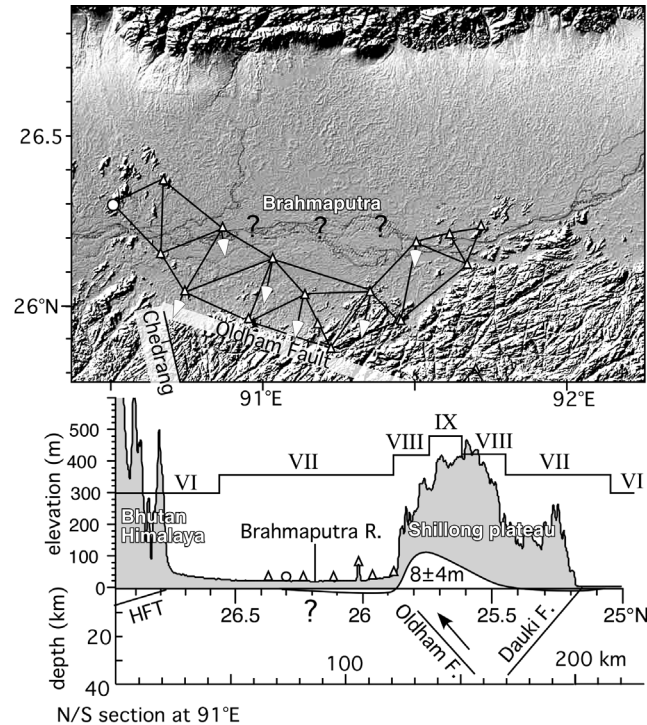 26.5
26°N
Brahmaputra
? ? ?
Oldham Fault
Chedrang
91°E
92°E
500
400
300
200
100
0
elevation (m)
VI
VII
VIII
IX
VIII
VII
VI
Bhutan
Himalaya
Brahmaputra R.
Shillong plateau
8±4m
HFT
26.5
?
26
25.5
25°N
Oldham F.
Dauki F.
10
20
40
depth (km)
100
200 km
N/S section at 91°E